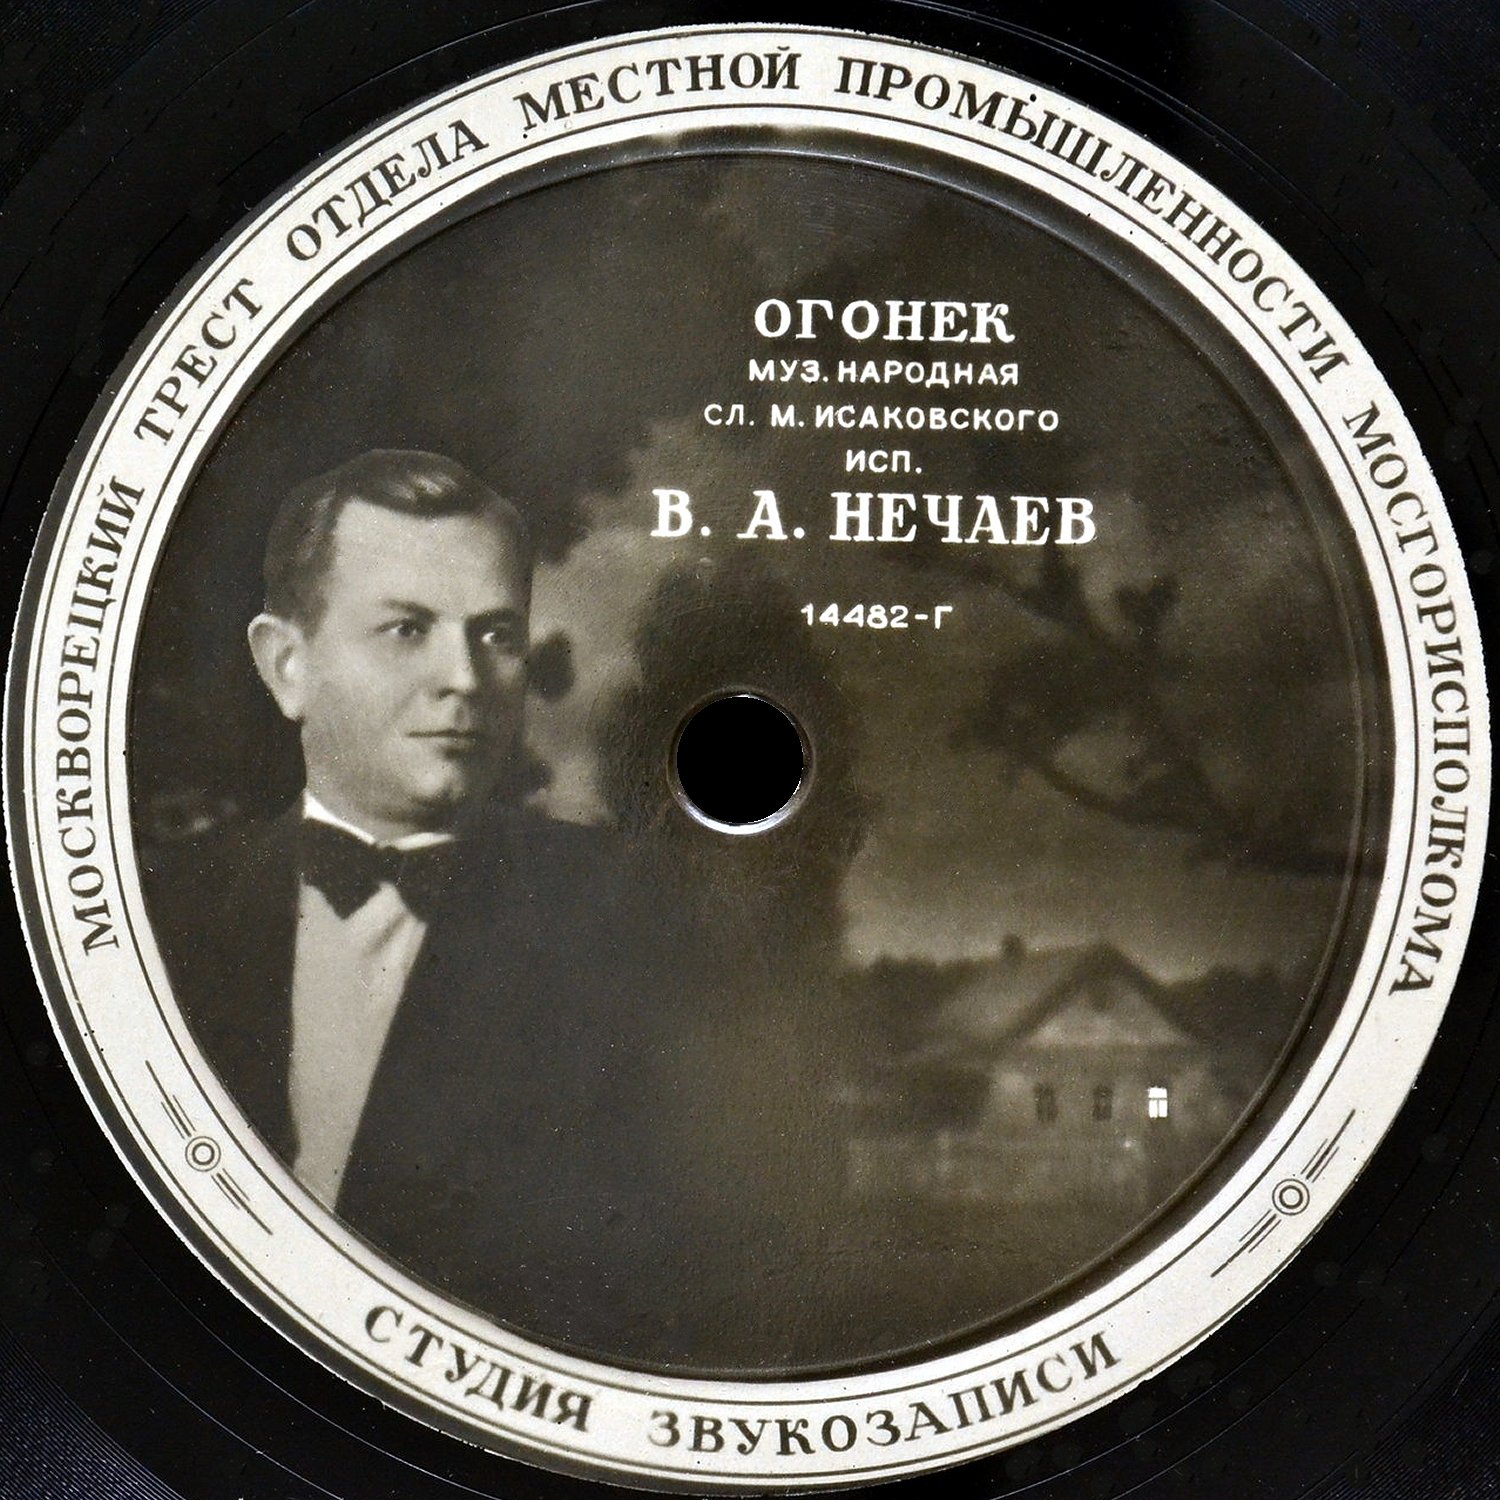 МОСКВОРЕЦКИЙ ТРЕСТ ОТДЕЛА МЕСТНОЙ ПРОМЫШЛЕННОСТИ МОСГОРИСПОЛКОМА
ОГОНЕК
МУЗ. НАРОДНАЯ
СЛ. М. ИСАКОВСКОГО
ИСП.
В. А. НЕЧАЕВ
14482-Г
СТУДИЯ ЗВУКОЗАПИСИ